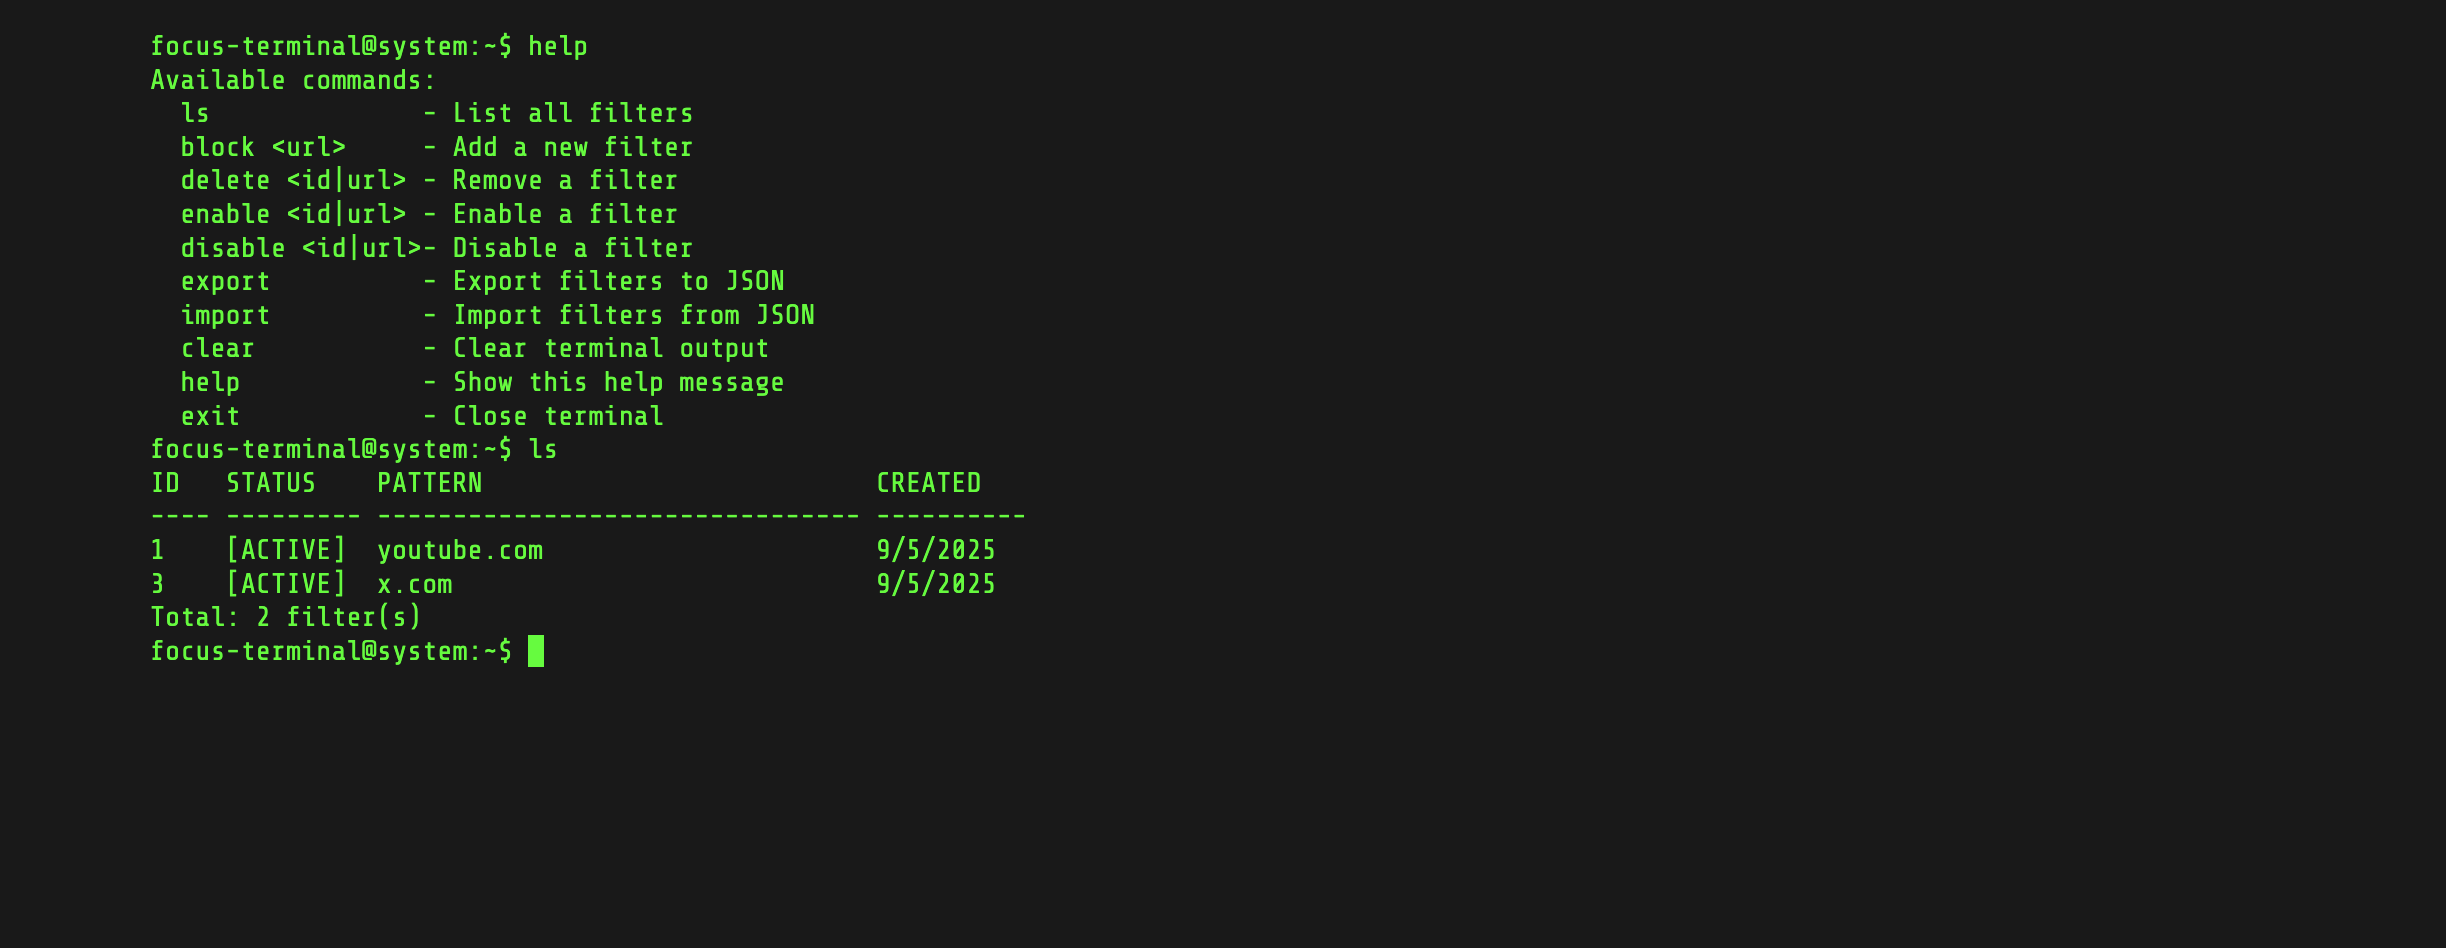 focus-terminal@system:~$ help
Available commands:
  ls              - List all filters
  block <url>     - Add a new filter
  delete <id|url> - Remove a filter
  enable <id|url> - Enable a filter
  disable <id|url>- Disable a filter
  export          - Export filters to JSON
  import          - Import filters from JSON
  clear           - Clear terminal output
  help            - Show this help message
  exit            - Close terminal
focus-terminal@system:~$ ls
ID   STATUS    PATTERN                          CREATED
---- --------- -------------------------------- ----------
1    [ACTIVE]  youtube.com                      9/5/2025
3    [ACTIVE]  x.com                            9/5/2025
Total: 2 filter(s)
focus-terminal@system:~$